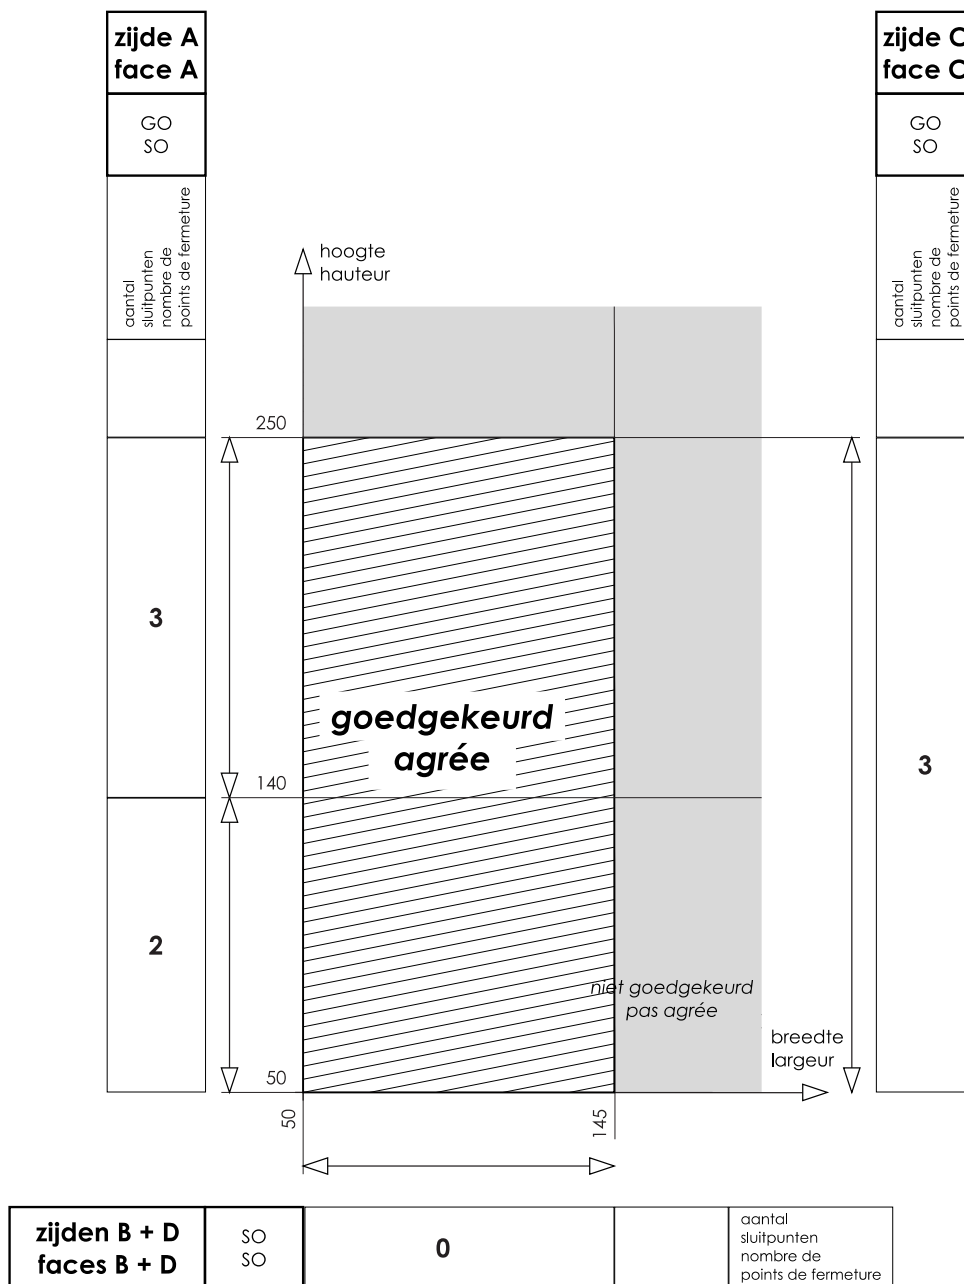 zijde A
face A
GO
SO
aantal
sluitpunten
nombre de
points de fermeture
3
2
zijde C
face C
GO
SO
aantal
sluitpunten
nombre de
points de fermeture
3
hoogte
hauteur
250
140
50
goedgekeurd
agrée
niet goedgekeurd
pas agrée
breedte
largeur
50
145
zijden B + D
faces B + D
SO
SO
0
aantal
sluitpunten
nombre de
points de fermeture